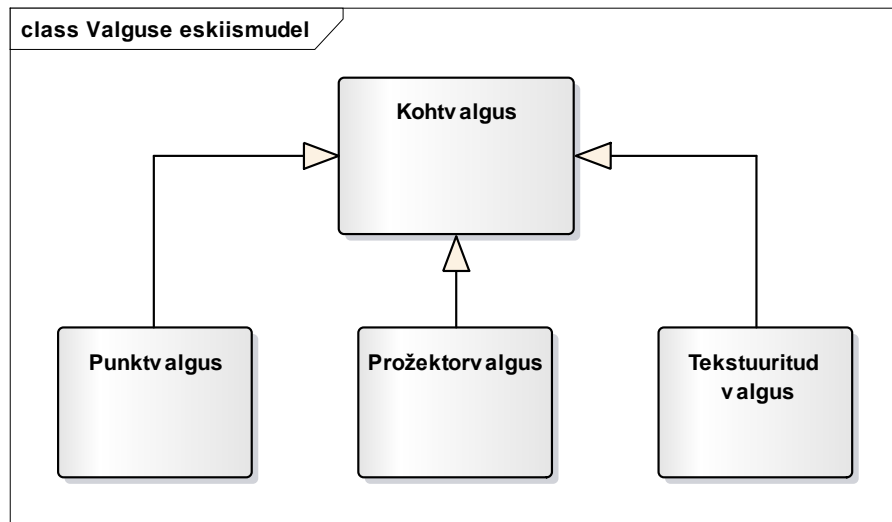 class Valguse eskiismudel
Kohtvalgus
Punktvalgus
Prožektorvalgus
Tekstuuritud
valgus